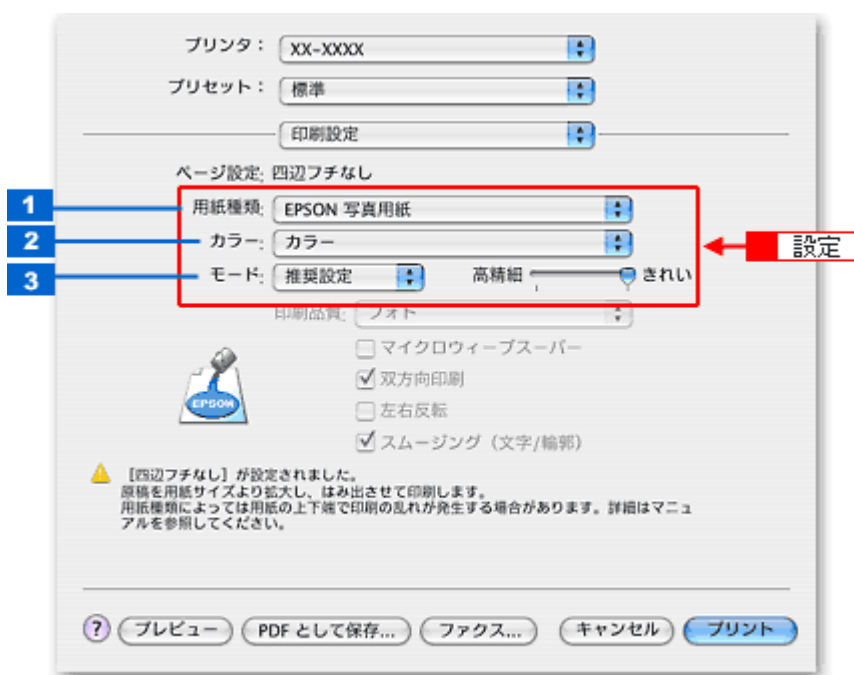 プリンタ： XX-XXXX
プリセット： 標準
印刷設定
ページ設定: 四辺フチなし
1 用紙種類: EPSON 写真用紙
2 カラー: カラー
設定
3 モード: 推奨設定 高精細 きれい
印刷品質: フォト
マイクロウィーブスーパー
双方向印刷
左右反転
スムージング（文字/輪郭）
EPSON
［四辺フチなし］が設定されました。
原稿を用紙サイズより拡大し、はみ出させて印刷します。
用紙種類によっては用紙の上下端で印刷の乱れが発生する場合があります。詳細はマニュ
アルを参照してください。
? プレビュー PDF として保存... ファクス... キャンセル プリント